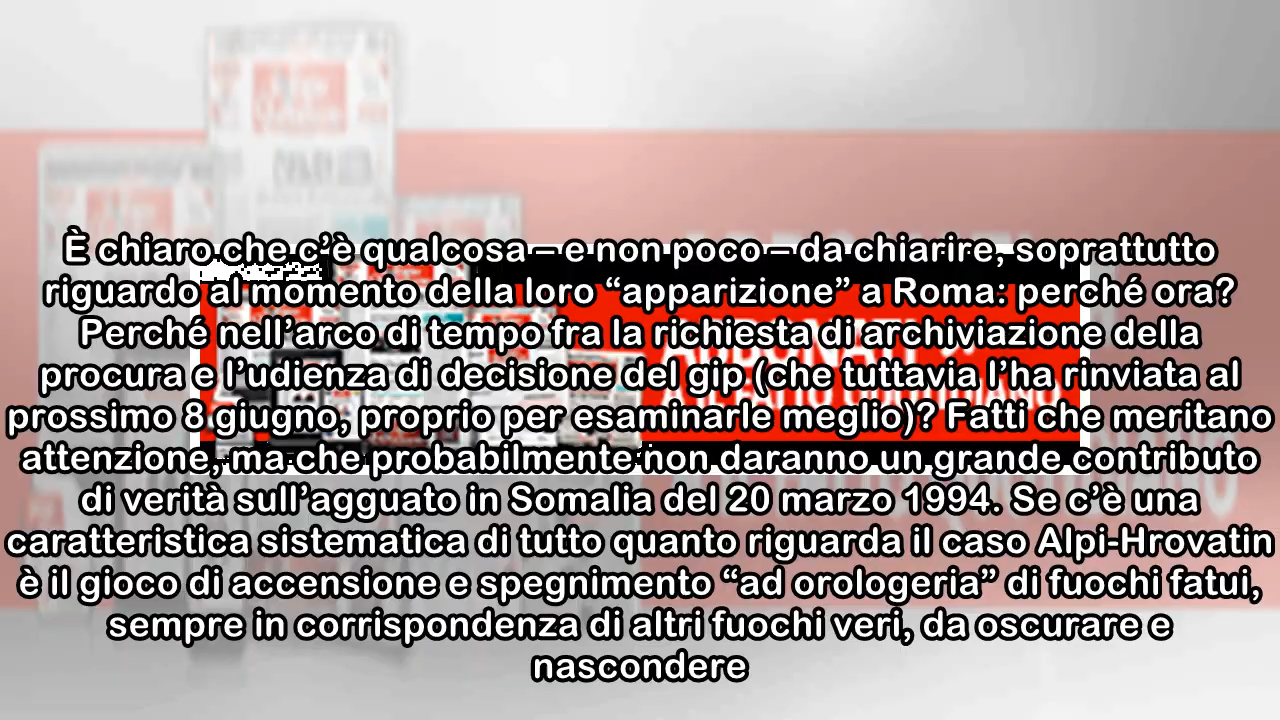 È chiaro che c’è qualcosa – e non poco – da chiarire, soprattutto
riguardo al momento della loro “apparizione” a Roma: perché ora?
Perché nell’arco di tempo fra la richiesta di archiviazione della
procura e l’udienza di decisione del gip (che tuttavia l’ha rinviata al
prossimo 8 giugno, proprio per esaminarle meglio)? Fatti che meritano
attenzione, ma che probabilmente non daranno un grande contributo
di verità sull’agguato in Somalia del 20 marzo 1994. Se c’è una
caratteristica sistematica di tutto quanto riguarda il caso Alpi-Hrovatin
è il gioco di accensione e spegnimento “ad orologeria” di fuochi fatui,
sempre in corrispondenza di altri fuochi veri, da oscurare e
nascondere